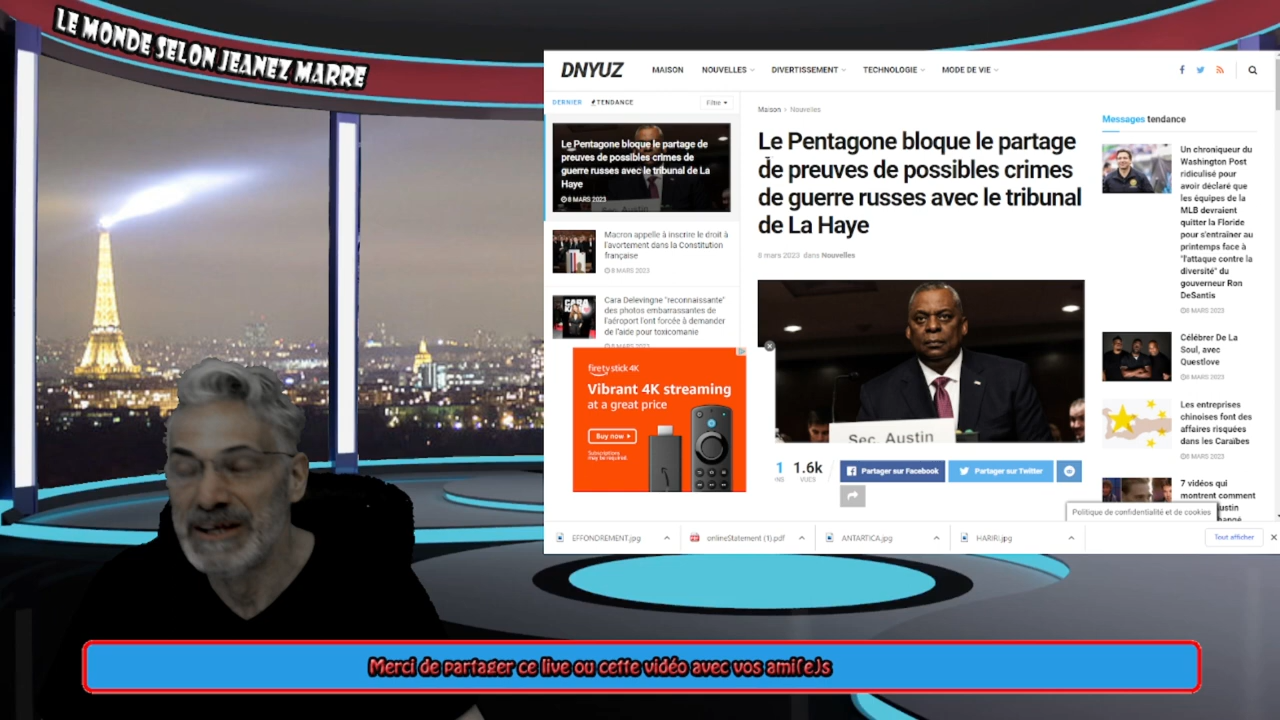 LE MONDE SELON JEANEZ MARRE
DNYUZ
MAISON NOUVELLES DIVERTISSEMENT TECHNOLOGIE MODE DE VIE
DERNIER TENDANCE Filtre
Le Pentagone bloque le partage de
preuves de possibles crimes de
guerre russes avec le tribunal de La
Haye
8 MARS 2023
Macron appelle à inscrire le droit à
l'avortement dans la Constitution
française
8 MARS 2023
Cara Delevingne "reconnaissante"
des photos embarrassantes de
l'aéroport l'ont forcée à demander
de l'aide pour toxicomanie
8 MARS 2023
fire tv stick 4K
Vibrant 4K streaming
at a great price
Buy now
Subscriptions
may be required.
Maison > Nouvelles
Le Pentagone bloque le partage
de preuves de possibles crimes
de guerre russes avec le tribunal
de La Haye
8 mars 2023 dans Nouvelles
Sec. Austin
1 1.6k
VUES
Partager sur Facebook
Partager sur Twitter
Messages tendance
Un chroniqueur du
Washington Post
ridiculisé pour
avoir déclaré que
les équipes de la
MLB devraient
quitter la Floride
pour s'entraîner au
printemps face à
"l'attaque contre la
diversité" du
gouverneur Ron
DeSantis
8 MARS 2023
Célébrer De La
Soul, avec
Questlove
8 MARS 2023
Les entreprises
chinoises font des
affaires risquées
dans les Caraïbes
8 MARS 2023
7 vidéos qui
montrent comment
Politique de confidentialité et de cookies
EFFONDREMENT.jpg
onlineStatement (1).pdf
ANTARTICA.jpg
HARIRI.jpg
Tout afficher
Merci de partager ce live ou cette vidéo avec vos ami(e)s